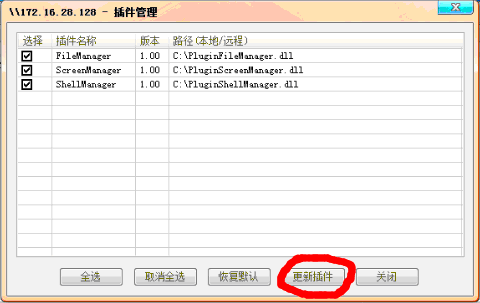 \\172.16.28.128 - 插件管理
选择 插件名称 版本 路径(本地/远程)
FileManager 1.00 C:\PluginFileManager.dll
ScreenManager 1.00 C:\PluginScreenManager.dll
ShellManager 1.00 C:\PluginShellManager.dll
全选 取消全选 恢复默认 更新插件 关闭